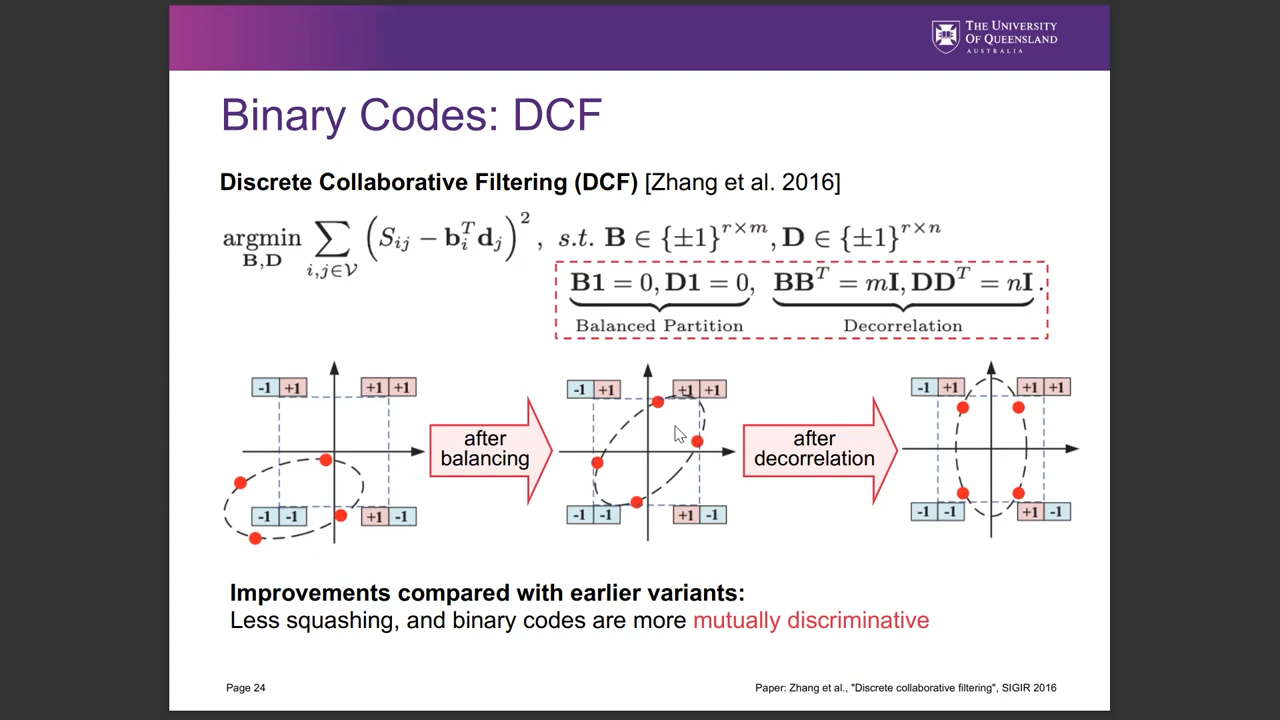 THE UNIVERSITY
OF QUEENSLAND
AUSTRALIA
Binary Codes: DCF
Discrete Collaborative Filtering (DCF) [Zhang et al. 2016]
argmin_{B,D} ∑_{i,j∈𝒱} (S_{ij} − b_i^T d_j)^2, s.t. B ∈ {±1}^{r×m}, D ∈ {±1}^{r×n}
B1 = 0, D1 = 0, BB^T = mI, DD^T = nI.
Balanced Partition Decorrelation
-1 +1 +1 +1
-1 -1 +1 -1
after
balancing
-1 +1 +1 +1
-1 -1 +1 -1
after
decorrelation
-1 +1 +1 +1
-1 -1 +1 -1
Improvements compared with earlier variants:
Less squashing, and binary codes are more mutually discriminative
Page 24
Paper: Zhang et al., "Discrete collaborative filtering", SIGIR 2016